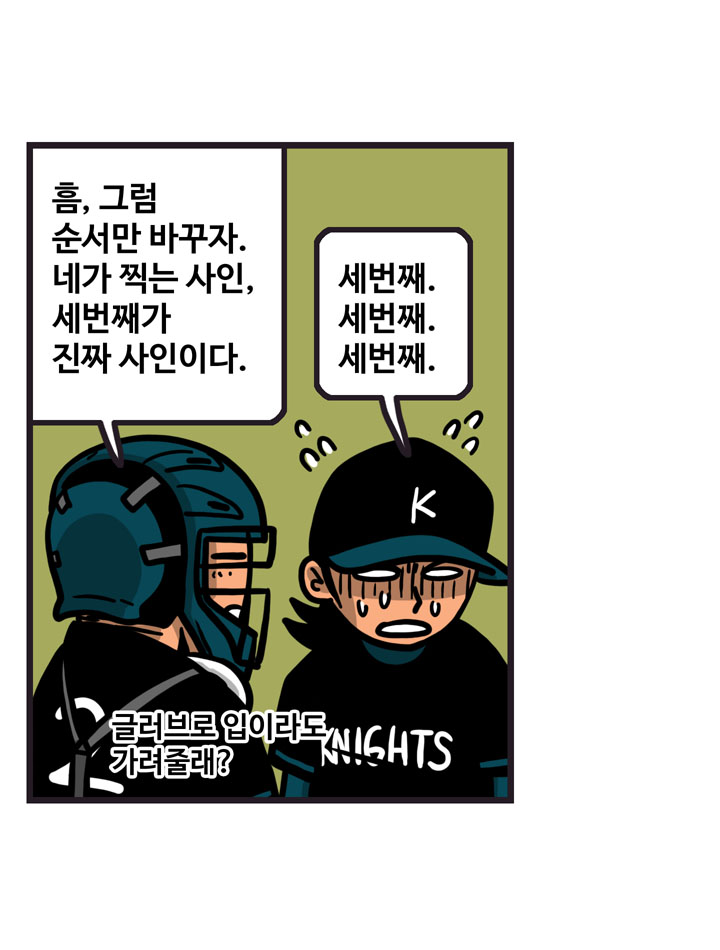 흠, 그럼
순서만 바꾸자.
네가 찍는 사인,
세번째가
진짜 사인이다.
세번째.
세번째.
세번째.
K
글러브로 입이라도
가려줄래?
KNIGHTS